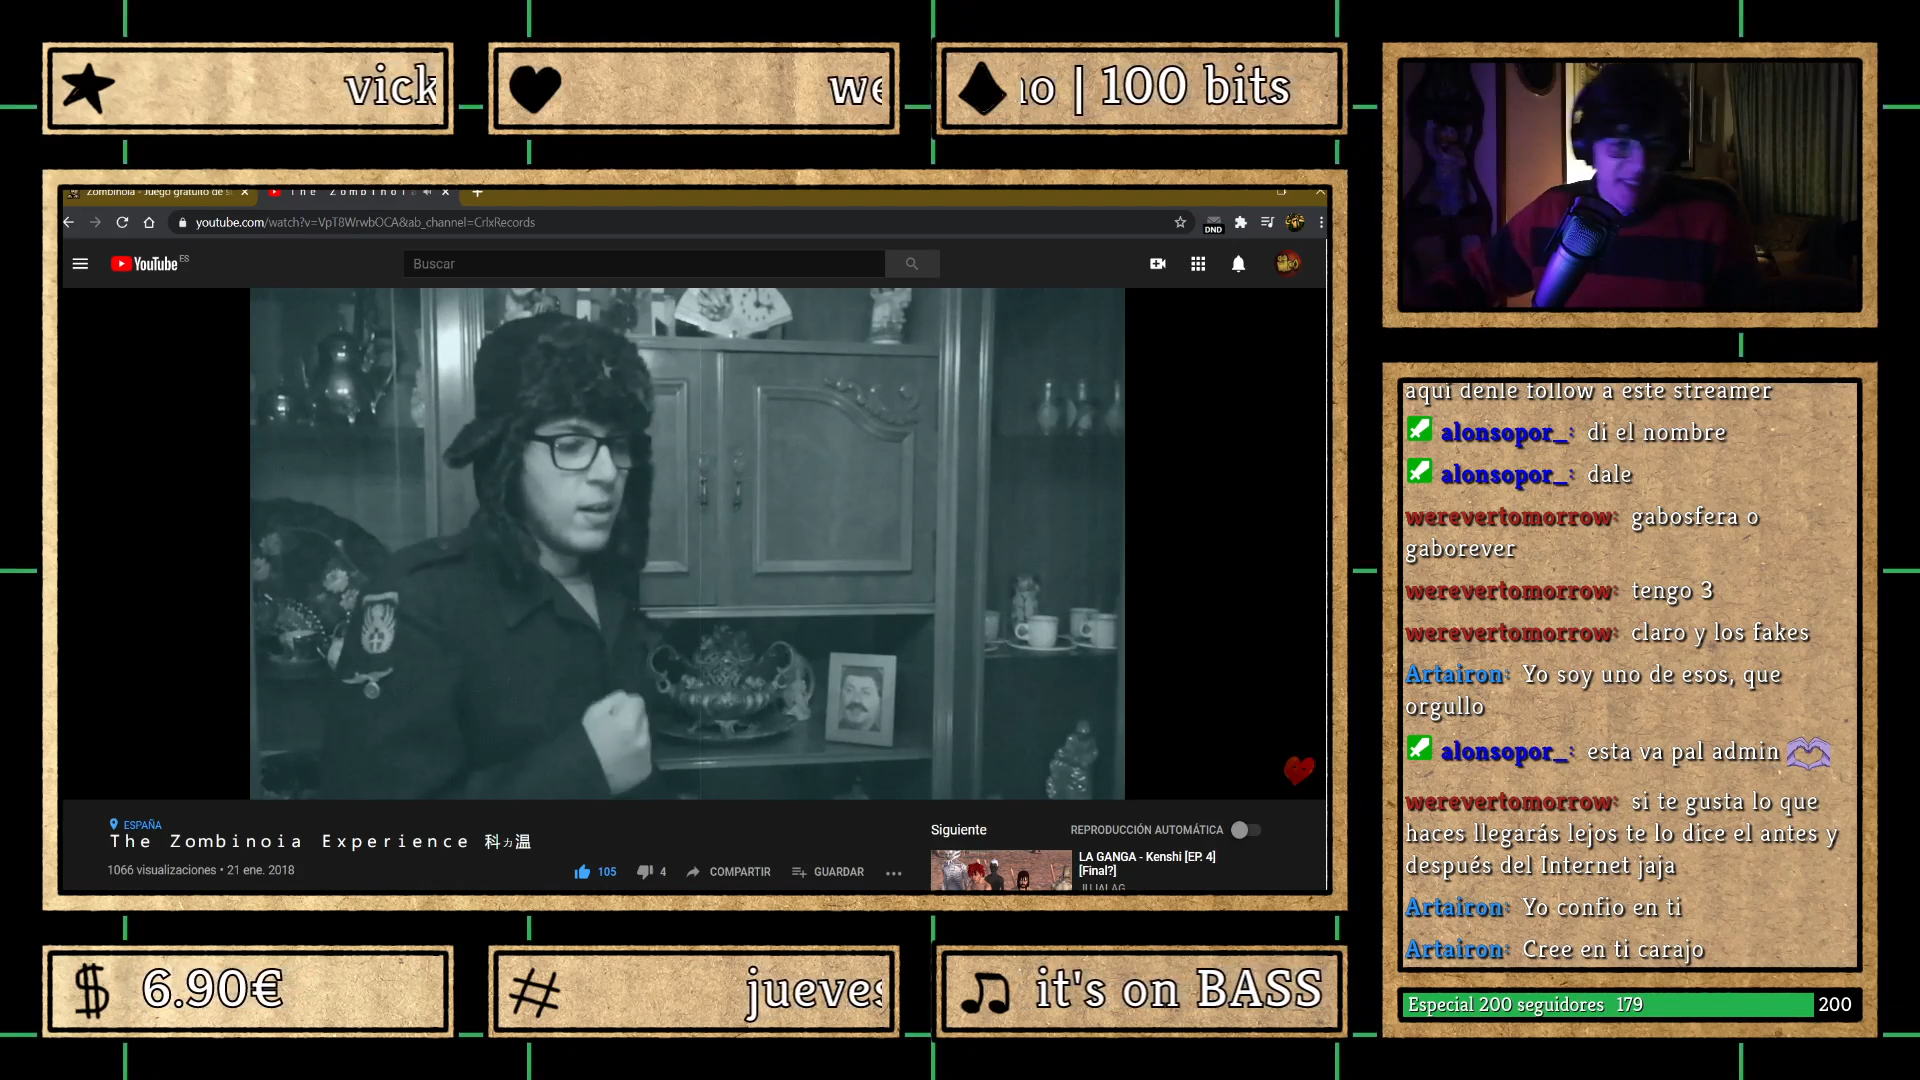 vick
we
no | 100 bits
Zombinoia - Juego gratuito de s
The Zombinoi
youtube.com/watch?v=VpT8WrwbOCA&ab_channel=CrlxRecords
DND
YouTube ES
Buscar
ESPAÑA
The Zombinoia Experience 科ㄌ温
1066 visualizaciones • 21 ene. 2018
105
4
COMPARTIR
GUARDAR
Siguiente
REPRODUCCIÓN AUTOMÁTICA
LA GANGA - Kenshi [EP. 4]
[Final?]
JUJALAG
aqui denle follow a este streamer
alonsopor_: di el nombre
alonsopor_: dale
werevertomorrow: gabosfera o
gaborever
werevertomorrow: tengo 3
werevertomorrow: claro y los fakes
Artairon: Yo soy uno de esos, que
orgullo
alonsopor_: esta va pal admin
werevertomorrow: si te gusta lo que
haces llegarás lejos te lo dice el antes y
después del Internet jaja
Artairon: Yo confio en ti
Artairon: Cree en ti carajo
Especial 200 seguidores 179
200
$ 6.90€
# jueves
it's on BASS